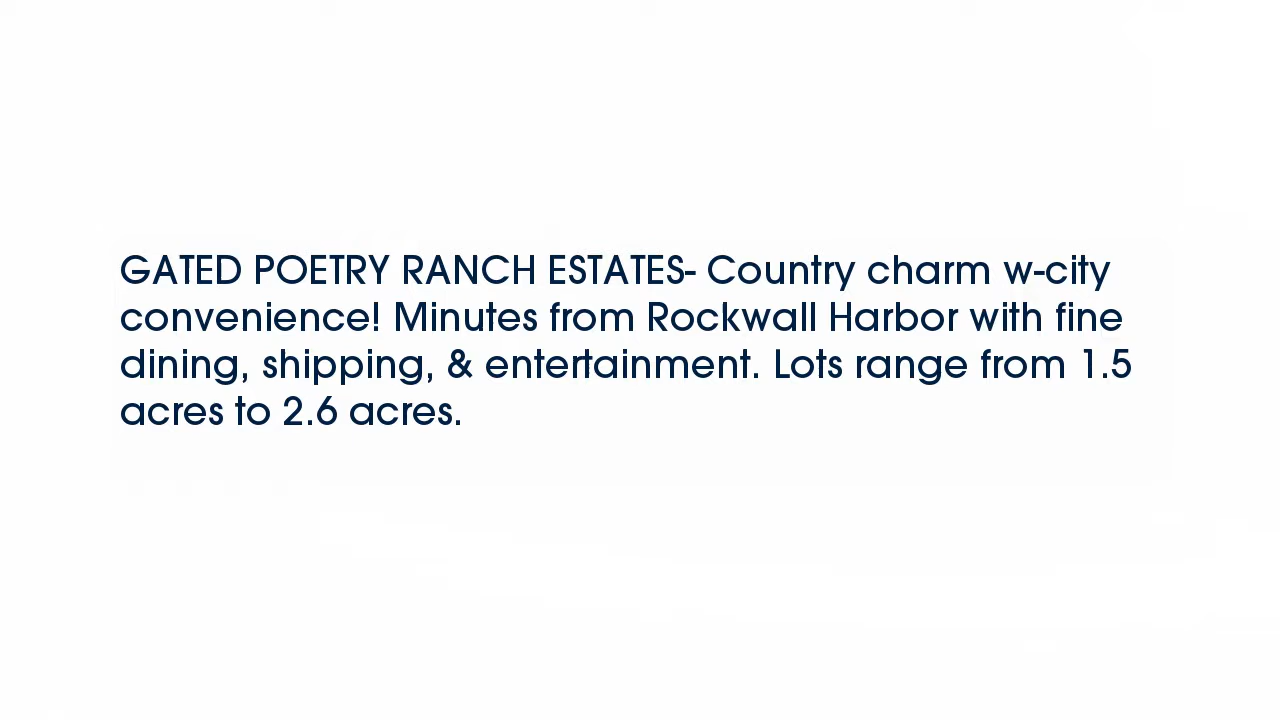 GATED POETRY RANCH ESTATES- Country charm w-city
convenience! Minutes from Rockwall Harbor with fine
dining, shipping, & entertainment. Lots range from 1.5
acres to 2.6 acres.